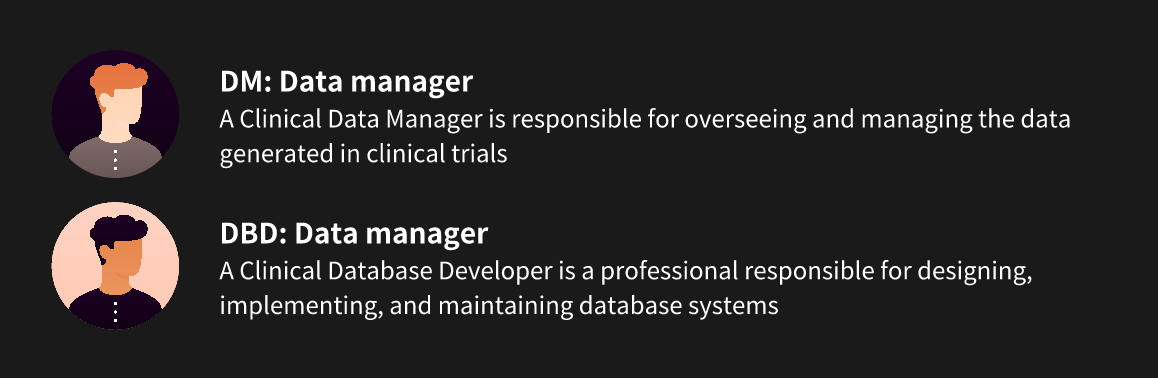 DM: Data manager
A Clinical Data Manager is responsible for overseeing and managing the data
generated in clinical trials
DBD: Data manager
A Clinical Database Developer is a professional responsible for designing,
implementing, and maintaining database systems